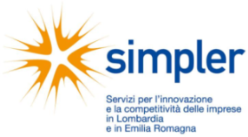 simpler
Servizi per l'innovazione
e la competitività delle imprese
in Lombardia
e in Emilia Romagna